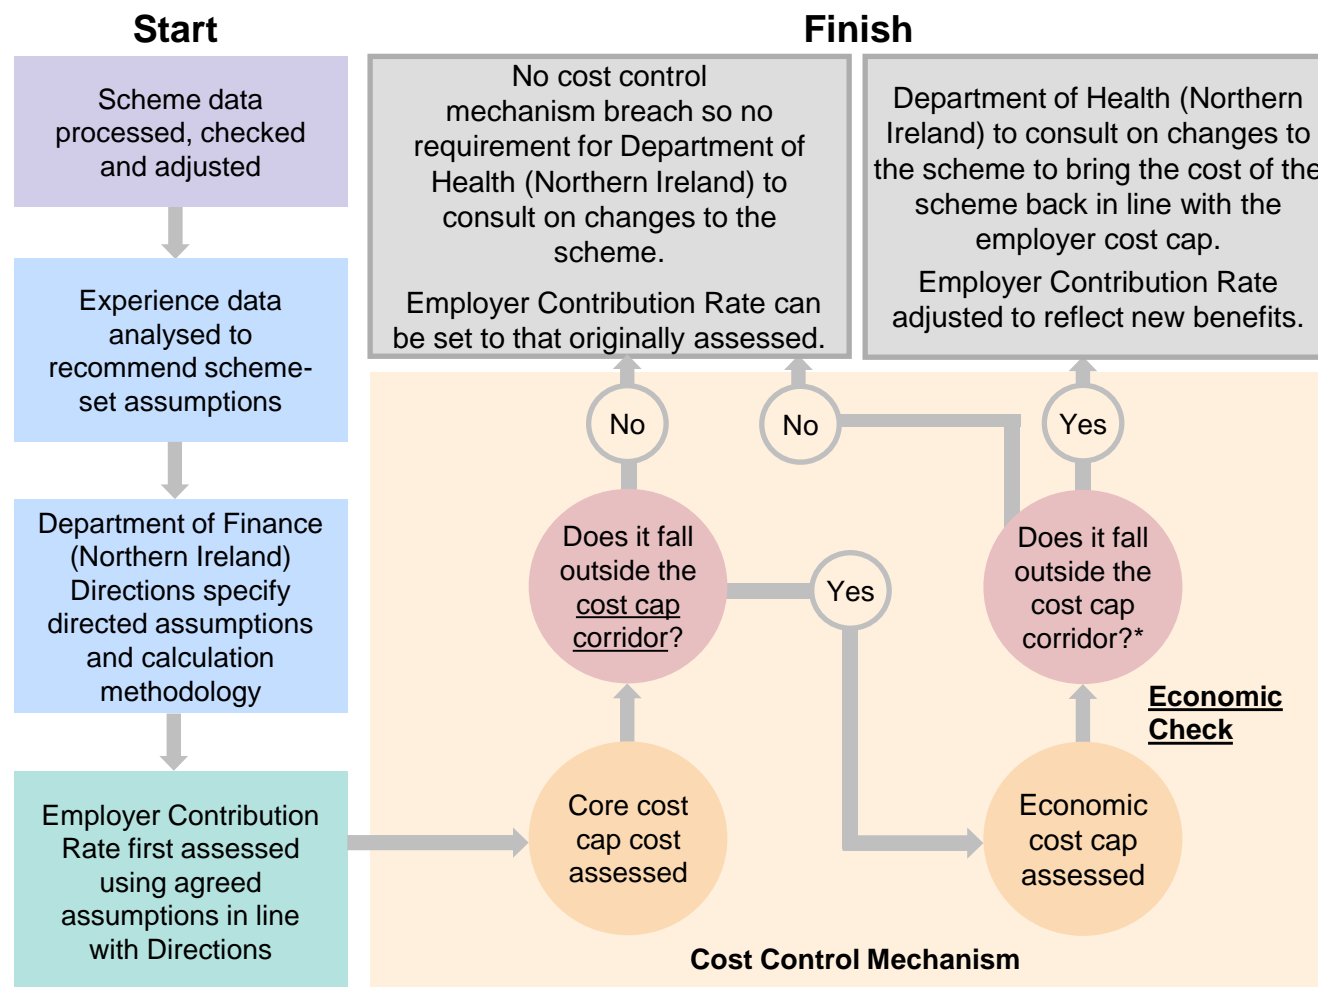 Start
Scheme data
processed, checked
and adjusted
Experience data
analysed to
recommend scheme-
set assumptions
Department of Finance
(Northern Ireland)
Directions specify
directed assumptions
and calculation
methodology
Employer Contribution
Rate first assessed
using agreed
assumptions in line
with Directions
Finish
No cost control
mechanism breach so no
requirement for Department of
Health (Northern Ireland) to
consult on changes to the
scheme.
Employer Contribution Rate can
be set to that originally assessed.
Department of Health (Northern
Ireland) to consult on changes to
the scheme to bring the cost of the
scheme back in line with the
employer cost cap.
Employer Contribution Rate
adjusted to reflect new benefits.
No
No
Yes
Does it fall
outside the
cost cap
corridor?
Yes
Does it fall
outside the
cost cap
corridor?*
Economic
Check
Core cost
cap cost
assessed
Economic
cost cap
assessed
Cost Control Mechanism